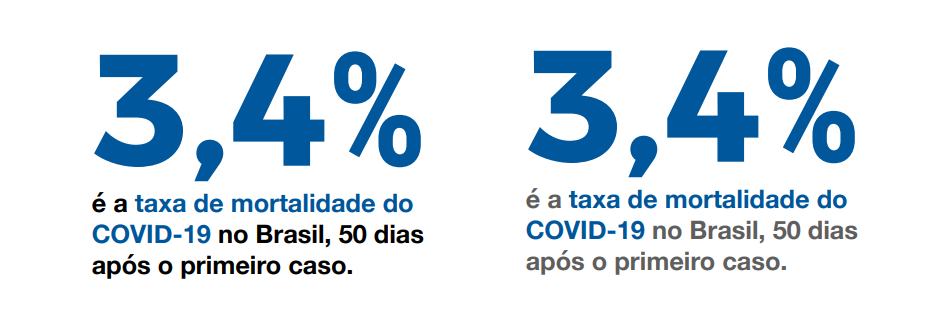 3,4%
é a taxa de mortalidade do
COVID-19 no Brasil, 50 dias
após o primeiro caso.
3,4%
é a taxa de mortalidade do
COVID-19 no Brasil, 50 dias
após o primeiro caso.